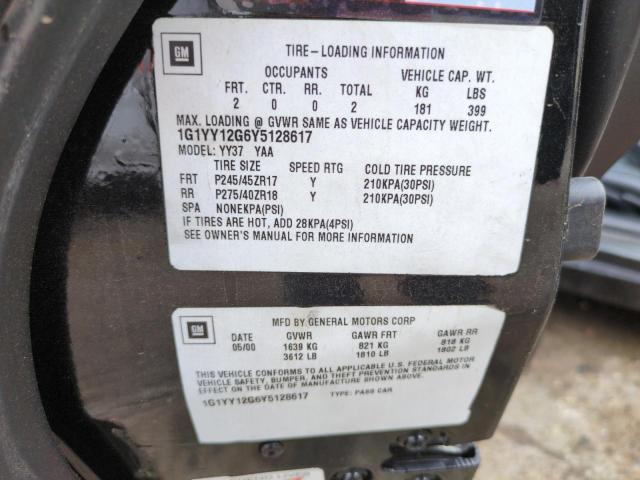 GM
TIRE-LOADING INFORMATION
OCCUPANTS VEHICLE CAP. WT.
FRT. CTR. RR. TOTAL KG LBS
2 0 0 2 181 399
MAX. LOADING @ GVWR SAME AS VEHICLE CAPACITY WEIGHT.
1G1YY12G6Y5128617
MODEL: YY37 YAA
TIRE SIZE SPEED RTG COLD TIRE PRESSURE
FRT P245/45ZR17 Y 210KPA(30PSI)
RR P275/40ZR18 Y 210KPA(30PSI)
SPA NONEKPA(PSI)
IF TIRES ARE HOT, ADD 28KPA(4PSI)
SEE OWNER'S MANUAL FOR MORE INFORMATION
GM
MFD BY GENERAL MOTORS CORP
DATE GVWR GAWR FRT GAWR RR
05/00 1639 KG 821 KG 818 KG
3612 LB 1810 LB 1802 LB
THIS VEHICLE CONFORMS TO ALL APPLICABLE U.S. FEDERAL MOTOR
VEHICLE SAFETY, BUMPER, AND THEFT PREVENTION STANDARDS IN
EFFECT ON THE DATE OF MANUFACTURE SHOWN ABOVE.
1G1YY12G6Y5128617 TYPE: PASS CAR